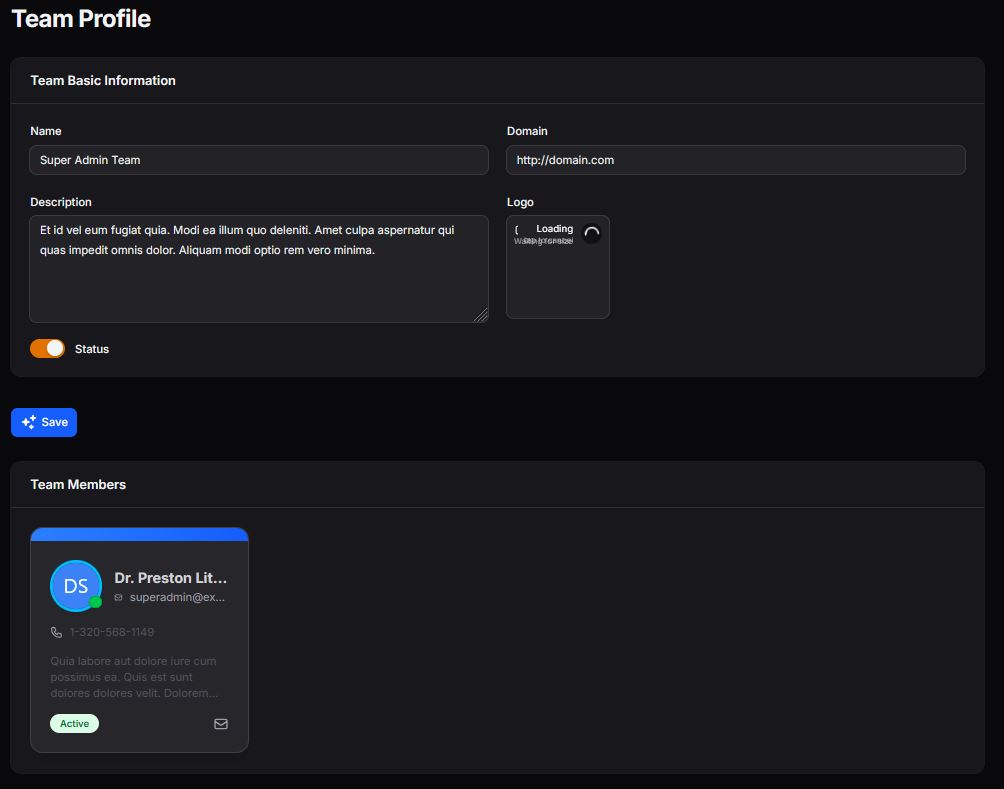 Team Profile
Team Basic Information
Name
Domain
Super Admin Team
http://domain.com
Description
Logo
Et id vel eum fugiat quia. Modi ea illum quo deleniti. Amet culpa aspernatur qui
quas impedit omnis dolor. Aliquam modi optio rem vero minima.
Loading
Waiting for size
Status
Save
Team Members
DS
Dr. Preston Lit...
superadmin@ex...
1-320-568-1149
Quia labore aut dolore iure cum
possimus ea. Quis est sunt
dolores dolores velit. Dolorem...
Active